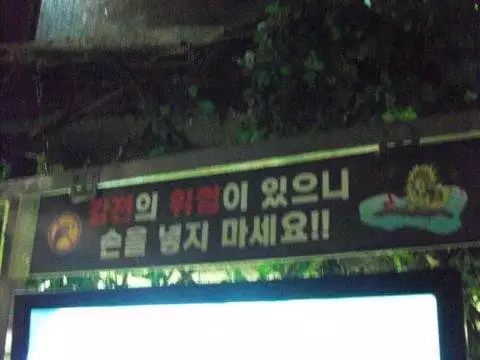 감전의 위험이 있으니
손을 넣지 마세요!!